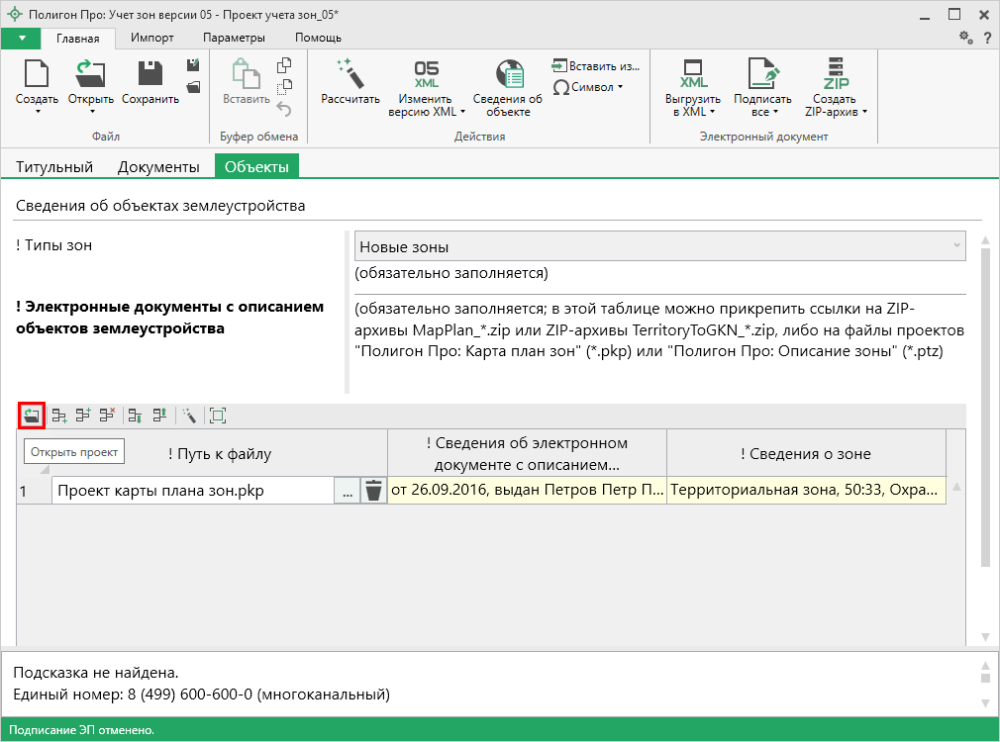 Полигон Про: Учет зон версии 05 - Проект учета зон_05*
Главная
Импорт
Параметры
Помощь
?
Создать
Открыть
Сохранить
Файл
Вставить
Буфер обмена
Рассчитать
05
XML
Изменить
версию XML
Сведения об
объекте
Вставить из...
Символ
Действия
XML
Выгрузить
в XML
Подписать
все
ZIP
Создать
ZIP-архив
Электронный документ
Титульный
Документы
Объекты
Сведения об объектах землеустройства
! Типы зон
Новые зоны
(обязательно заполняется)
! Электронные документы с описанием
объектов землеустройства
(обязательно заполняется; в этой таблице можно прикрепить ссылки на ZIP-
архивы MapPlan_*.zip или ZIP-архивы TerritoryToGKN_*.zip, либо на файлы проектов
"Полигон Про: Карта план зон" (*.pkp) или "Полигон Про: Описание зоны" (*.ptz)
Открыть проект
! Путь к файлу
! Сведения об электронном
документе с описанием...
! Сведения о зоне
1
Проект карты плана зон.pkp
...
от 26.09.2016, выдан Петров Петр П...
Территориальная зона, 50:33, Охра...
Подсказка не найдена.
Единый номер: 8 (499) 600-600-0 (многоканальный)
Подписание ЭП отменено.